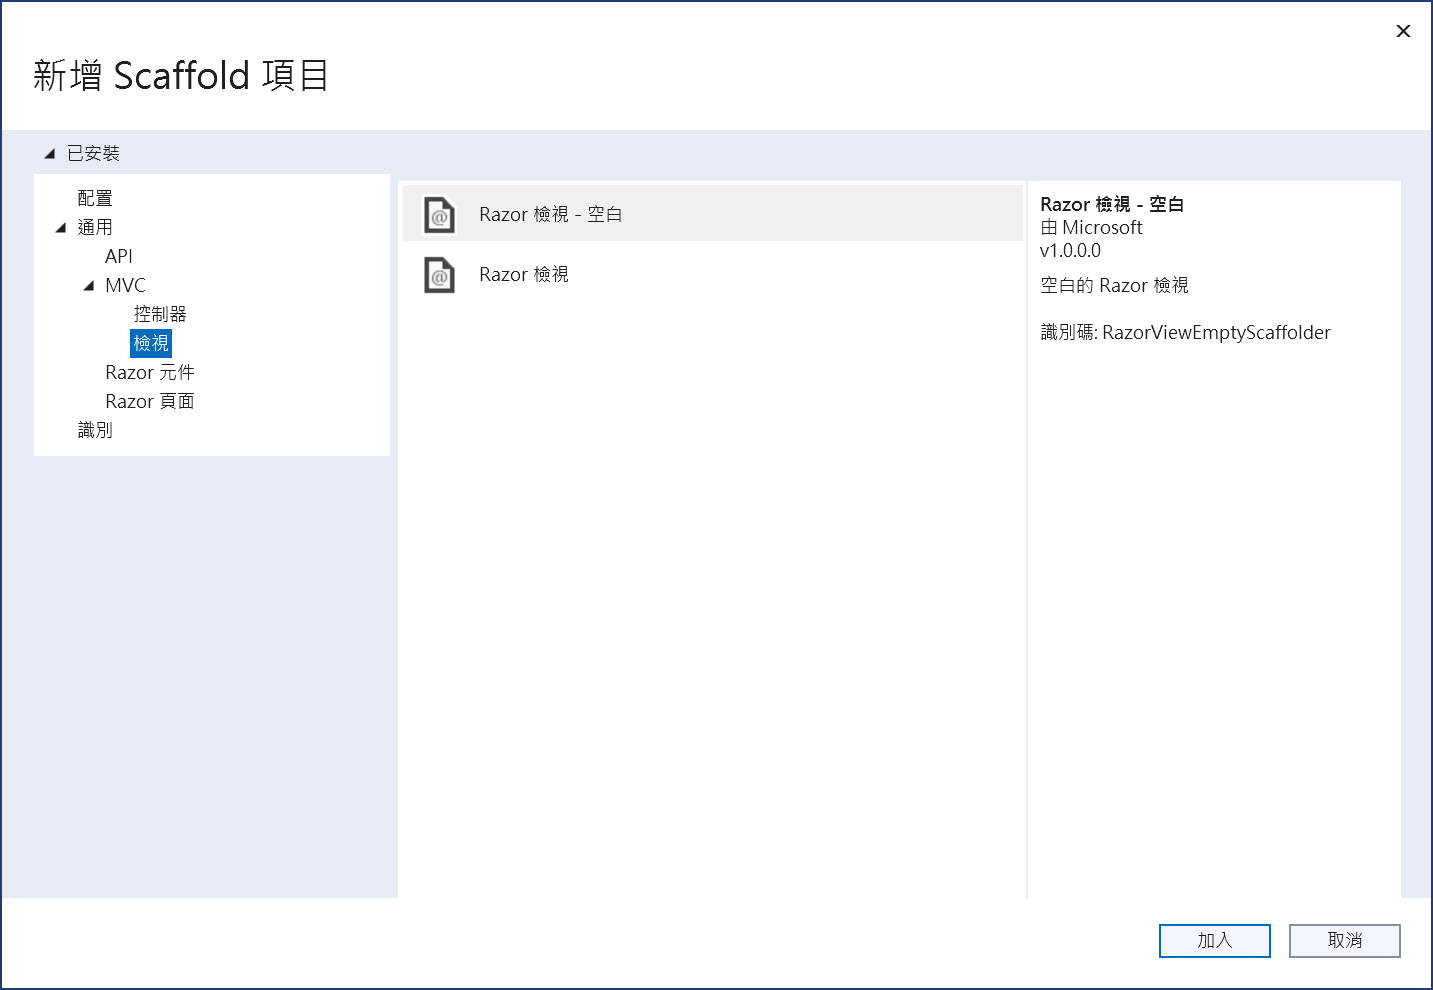 新增 Scaffold 項目
已安裝
配置
通用
API
MVC
控制器
檢視
Razor 元件
Razor 頁面
識別
Razor 檢視 - 空白
Razor 檢視
Razor 檢視 - 空白
由 Microsoft
v1.0.0.0
空白的 Razor 檢視
識別碼: RazorViewEmptyScaffolder
加入
取消